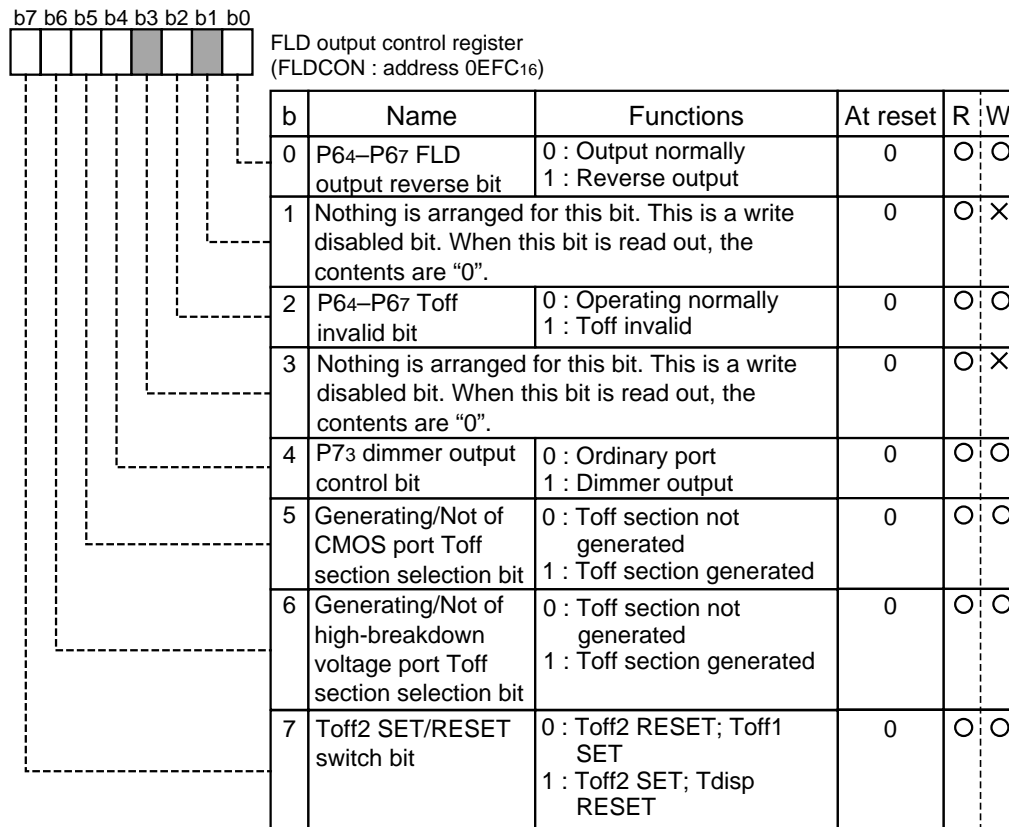 b7 b6 b5 b4 b3 b2 b1 b0
FLD output control register
(FLDCON : address 0EFC16)
b Name Functions At reset R W
0 P64–P67 FLD output reverse bit 0 : Output normally 1 : Reverse output 0 O O
1 Nothing is arranged for this bit. This is a write disabled bit. When this bit is read out, the contents are “0”. 0 O ×
2 P64–P67 Toff invalid bit 0 : Operating normally 1 : Toff invalid 0 O O
3 Nothing is arranged for this bit. This is a write disabled bit. When this bit is read out, the contents are “0”. 0 O ×
4 P73 dimmer output control bit 0 : Ordinary port 1 : Dimmer output 0 O O
5 Generating/Not of CMOS port Toff section selection bit 0 : Toff section not generated 1 : Toff section generated 0 O O
6 Generating/Not of high-breakdown voltage port Toff section selection bit 0 : Toff section not generated 1 : Toff section generated 0 O O
7 Toff2 SET/RESET switch bit 0 : Toff2 RESET; Toff1 SET 1 : Toff2 SET; Tdisp RESET 0 O O